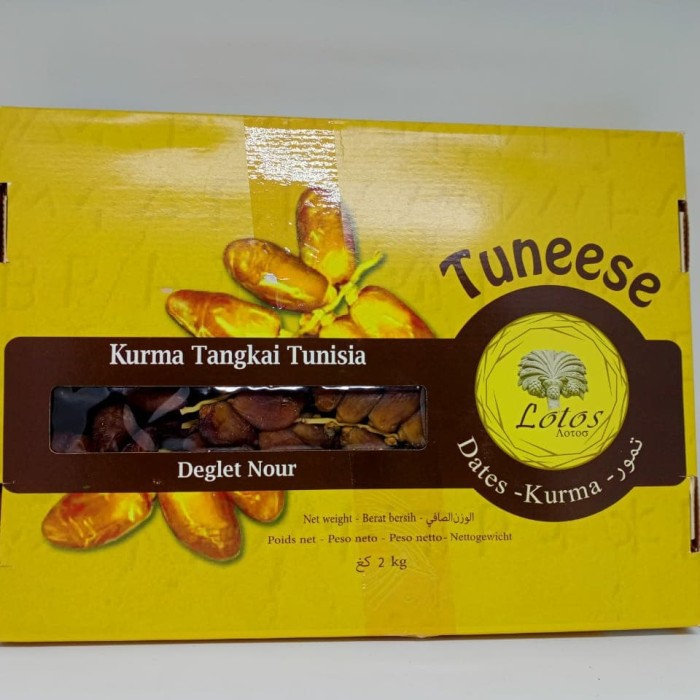 Tuneese
Kurma Tangkai Tunisia
Lotos
Λοτοσ
Deglet Nour
Dates - Kurma - تمور
Net weight - Berat bersih - الوزن الصافي
Poids net - Peso neto - Peso netto - Nettogewicht
2 kg كغ